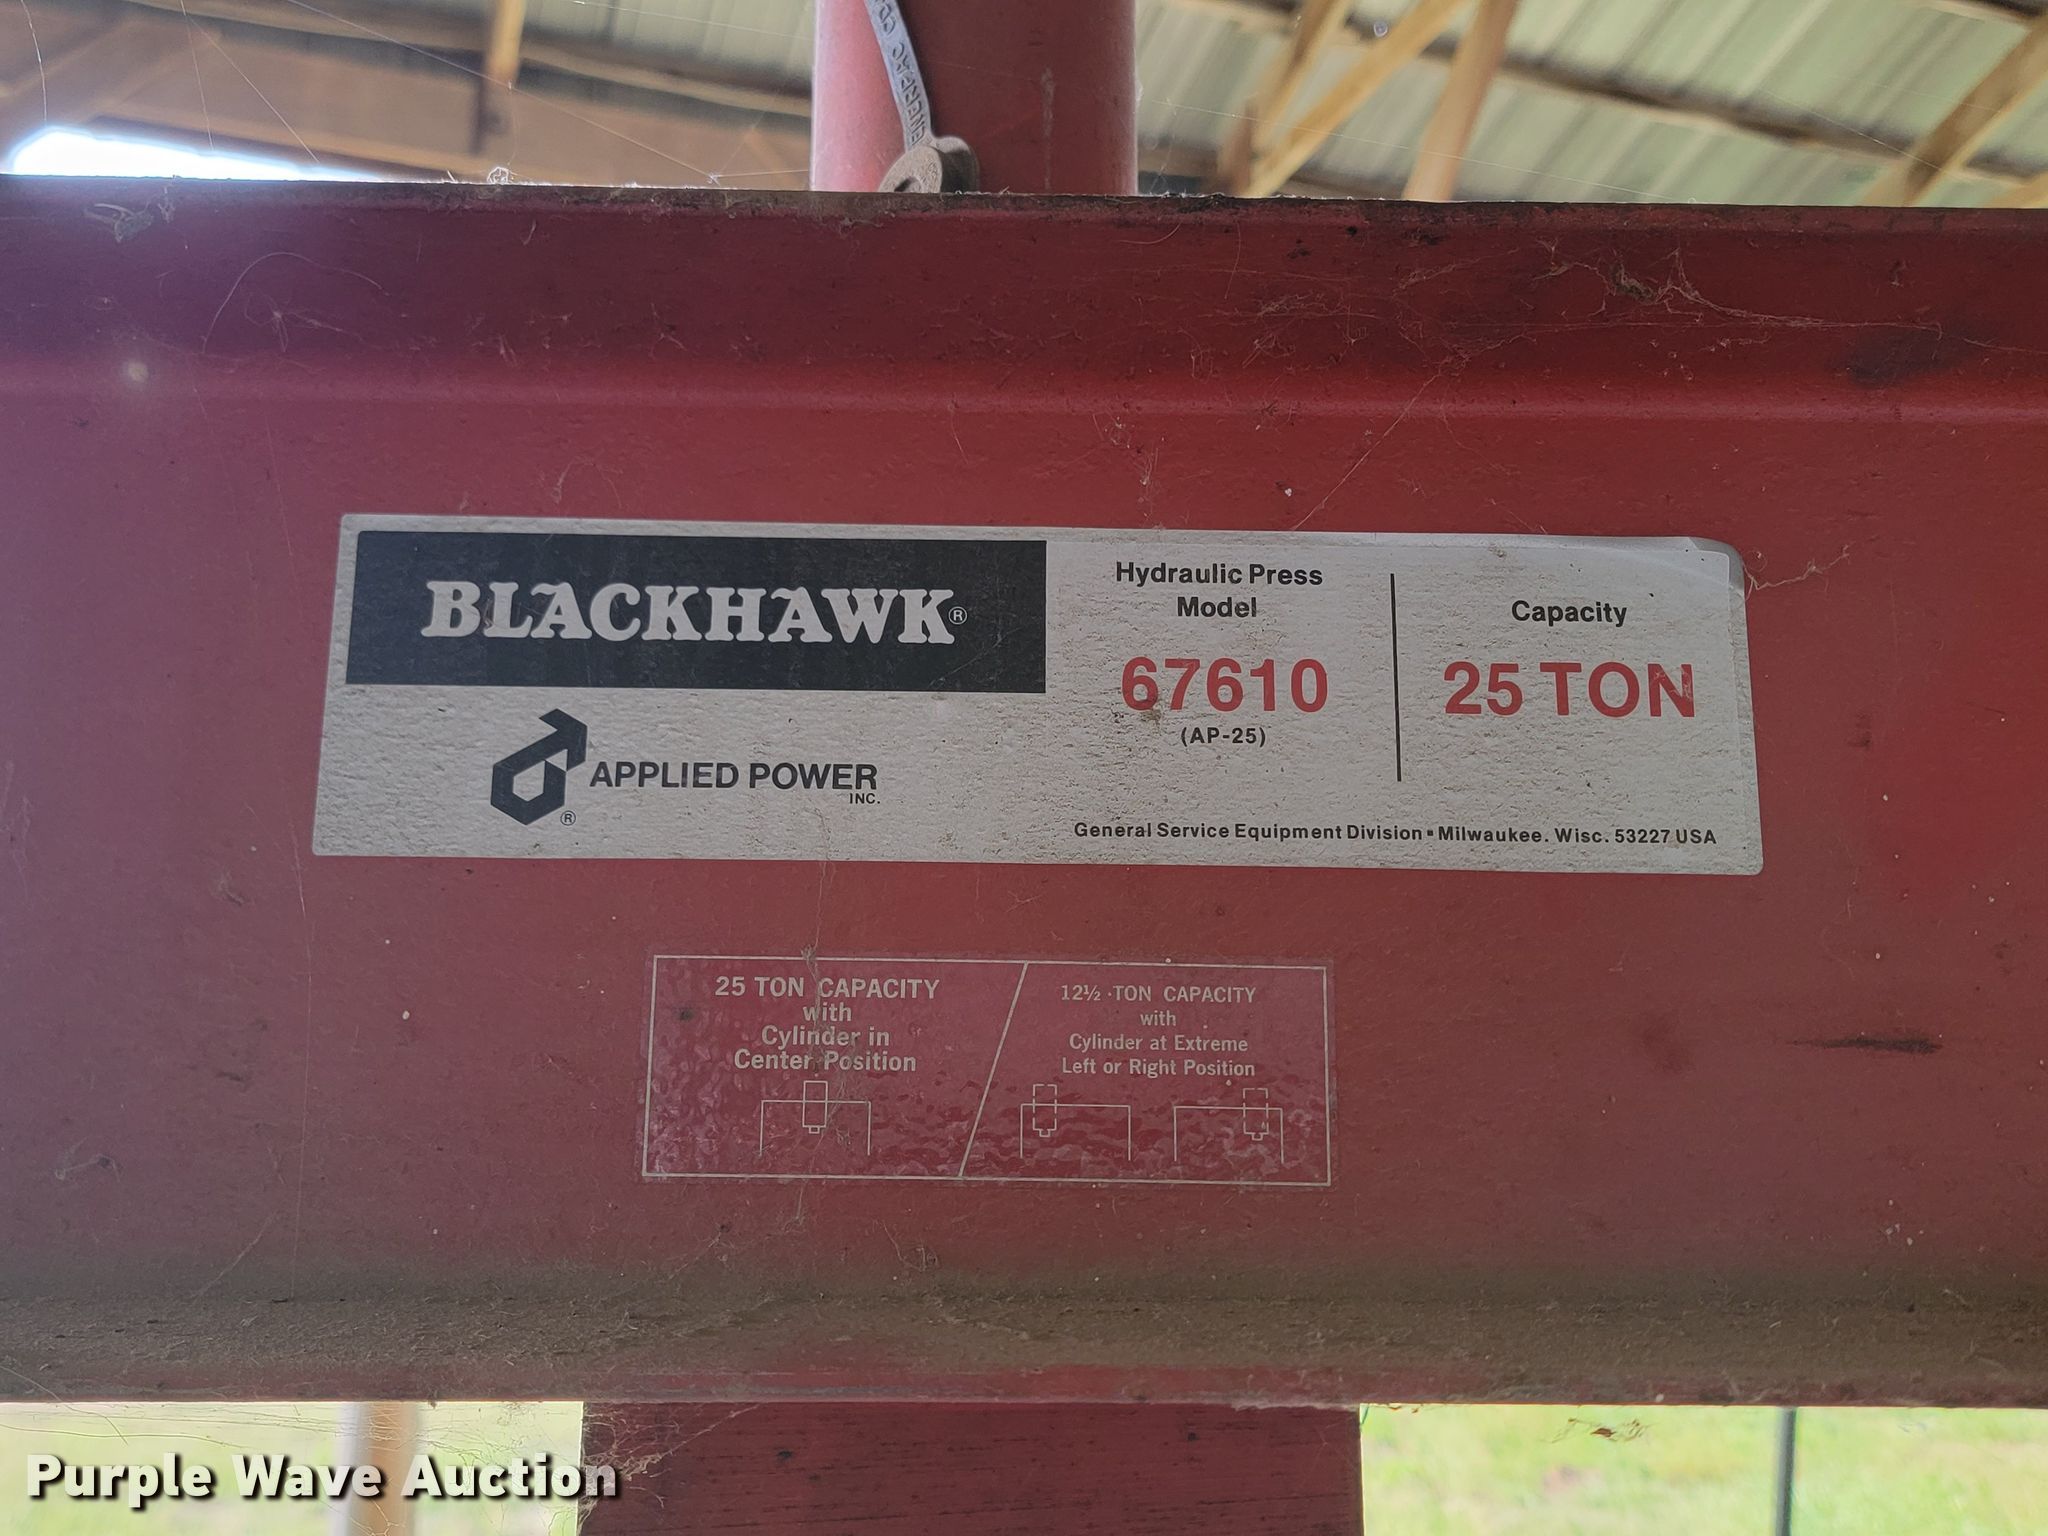 BLACKHAWK®
APPLIED POWER
INC.
®
Hydraulic Press
Model
67610
(AP-25)
Capacity
25 TON
General Service Equipment Division ▪ Milwaukee. Wisc. 53227 USA
25 TON CAPACITY
with
Cylinder in
Center Position
12½ TON CAPACITY
with
Cylinder at Extreme
Left or Right Position
Purple Wave Auction